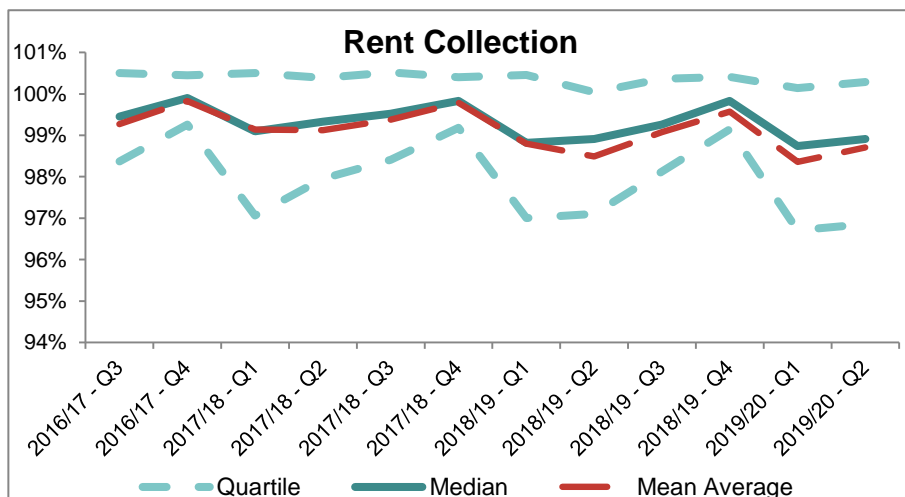 Rent Collection
101%
100%
99%
98%
97%
96%
95%
94%
2016/17 - Q3
2016/17 - Q4
2017/18 - Q1
2017/18 - Q2
2017/18 - Q3
2017/18 - Q4
2018/19 - Q1
2018/19 - Q2
2018/19 - Q3
2018/19 - Q4
2019/20 - Q1
2019/20 - Q2
Quartile Median Mean Average